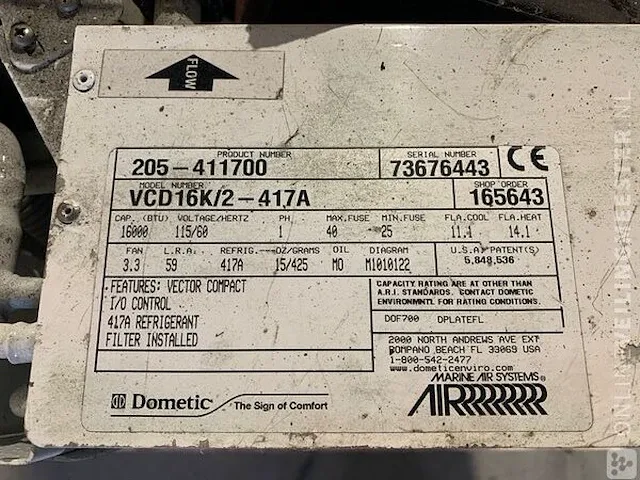 FLOW
PRODUCT NUMBER SERIAL NUMBER CE
205-411700 73676443
MODEL NUMBER SHOP ORDER
VCD16K/2-417A 165643
CAP. (BTU) VOLTAGE/HERTZ PH MAX.FUSE MIN.FUSE FLA.COOL FLA.HEAT
16000 115/60 1 40 25 11.1 14.1
FAN L.R.A. REFRIG.--OZ/GRAMS OIL DIAGRAM U.S.A. PATENT(S)
3.3 59 417A 15/425 MO M1010122 5,848,536
FEATURES: VECTOR COMPACT
I/O CONTROL
417A REFRIGERANT
FILTER INSTALLED
CAPACITY RATING ARE AT OTHER THAN
A.R.I. STANDARDS. CONTACT DOMETIC
ENVIRONMNTL FOR RATING CONDITIONS.
DOF700 DPLATEFL
2000 NORTH ANDREWS AVE EXT
POMPANO BEACH FL 33069 USA
1-800-542-2477
www.dometicenviro.com
MARINE AIR SYSTEMS®
AIR
Dometic The Sign of Comfort
ONLINEVEILINGMEESTER.NL